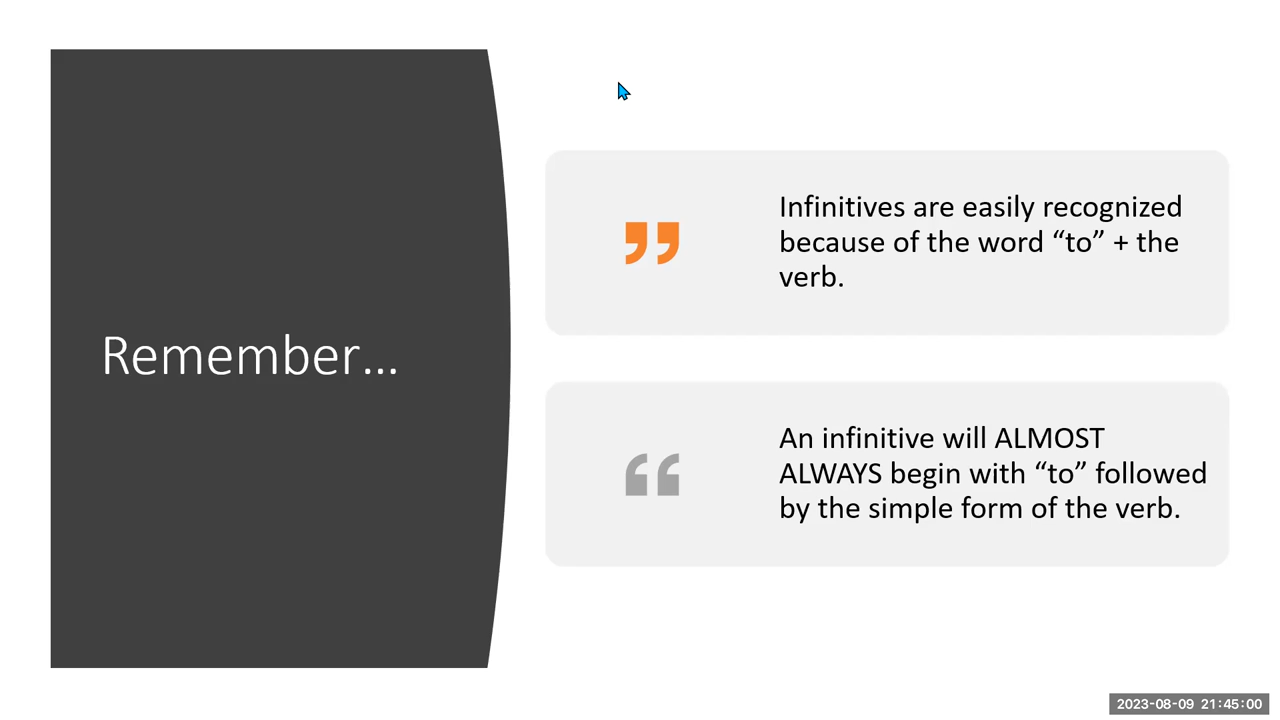 Remember...
Infinitives are easily recognized
because of the word “to” + the
verb.
An infinitive will ALMOST
ALWAYS begin with “to” followed
by the simple form of the verb.
2023-08-09 21:45:00